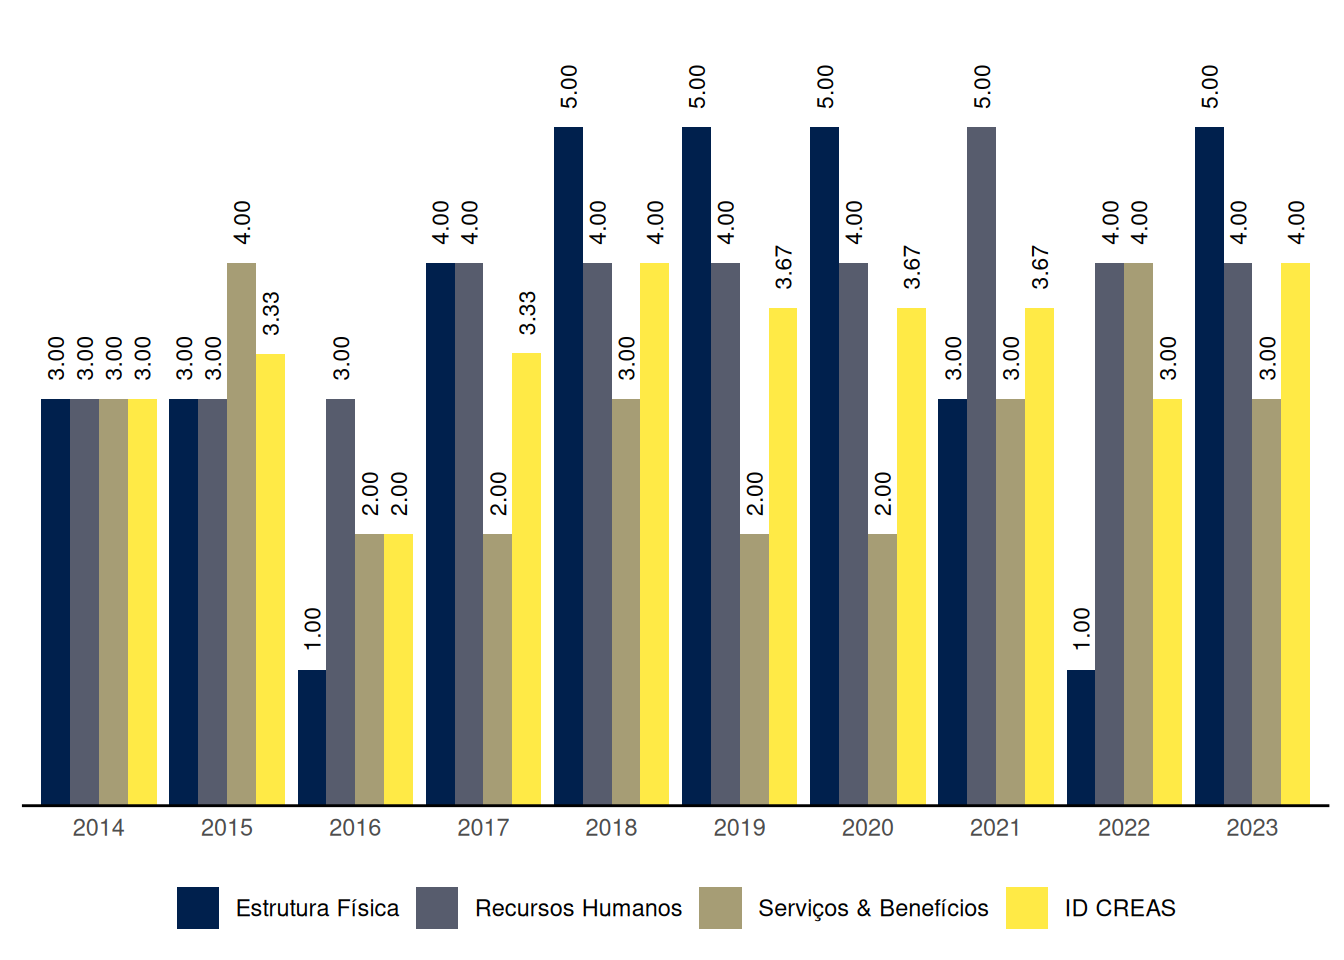 5.00 5.00 5.00 5.00 5.00
4.00 4.00 4.00 4.00 4.00 4.00 4.00 4.00 4.00 4.00 4.00
3.67 3.67 3.67
3.33 3.33
3.00 3.00 3.00 3.00 3.00 3.00 3.00 3.00 3.00 3.00 3.00 3.00
2.00 2.00 2.00 2.00 2.00
1.00 1.00
2014 2015 2016 2017 2018 2019 2020 2021 2022 2023
Estrutura Física Recursos Humanos Serviços & Benefícios ID CREAS